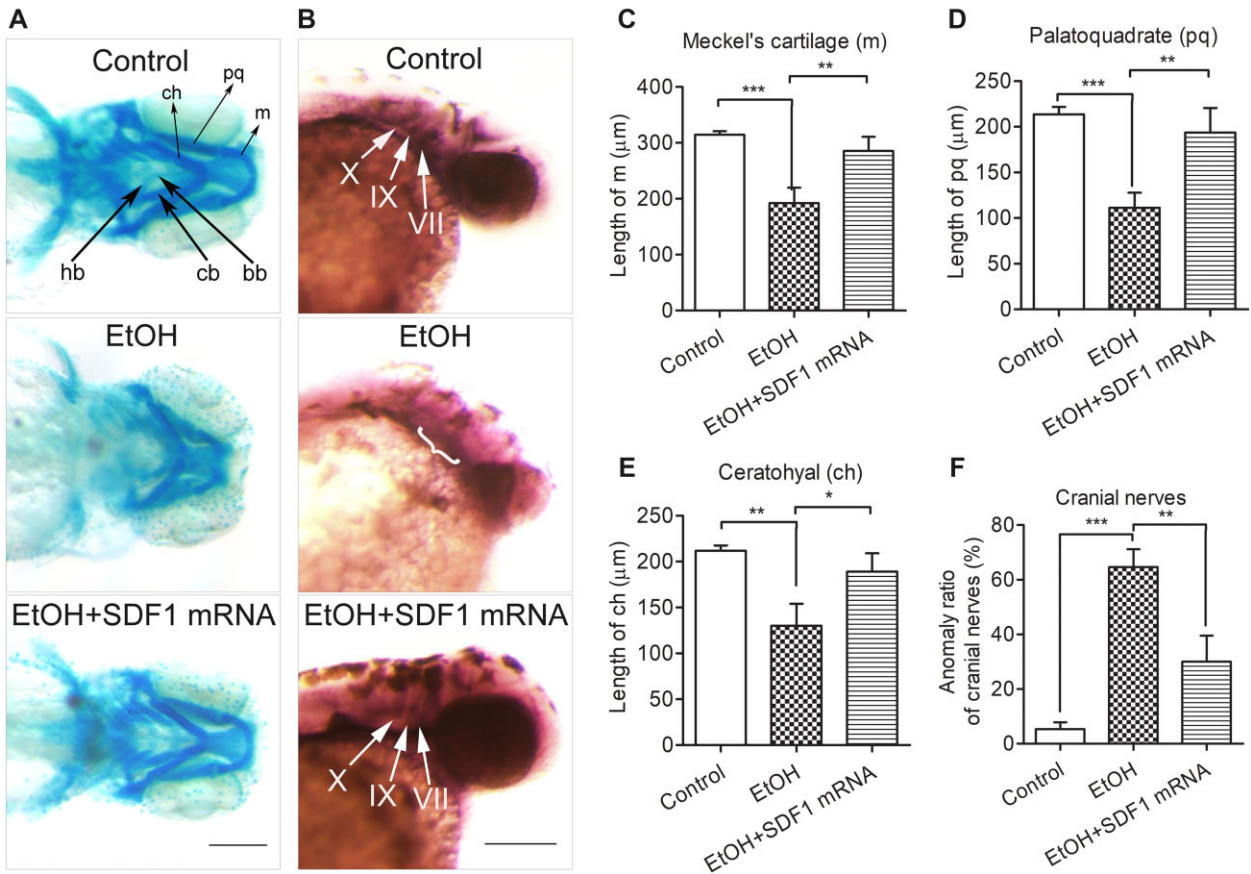 A
Control
ch
pq
m
hb
cb
bb
EtOH
EtOH+SDF1 mRNA
B
Control
X
IX
VII
EtOH
EtOH+SDF1 mRNA
X
IX
VII
C
Meckel's cartilage (m)
***
**
Length of m (μm)
400
300
200
300
0
Control
EtOH
EtOH+SDF1 mRNA
D
Palatoquadrate (pq)
***
**
Length of pq (μm)
250
200
150
100
50
0
Control
EtOH
EtOH+SDF1 mRNA
E
Ceratohyal (ch)
**
*
Length of ch (μm)
250
200
150
100
50
0
Control
EtOH
EtOH+SDF1 mRNA
F
Cranial nerves
***
**
Anomaly ratio
of cranial nerves (%)
80
60
40
20
0
Control
EtOH
EtOH+SDF1 mRNA